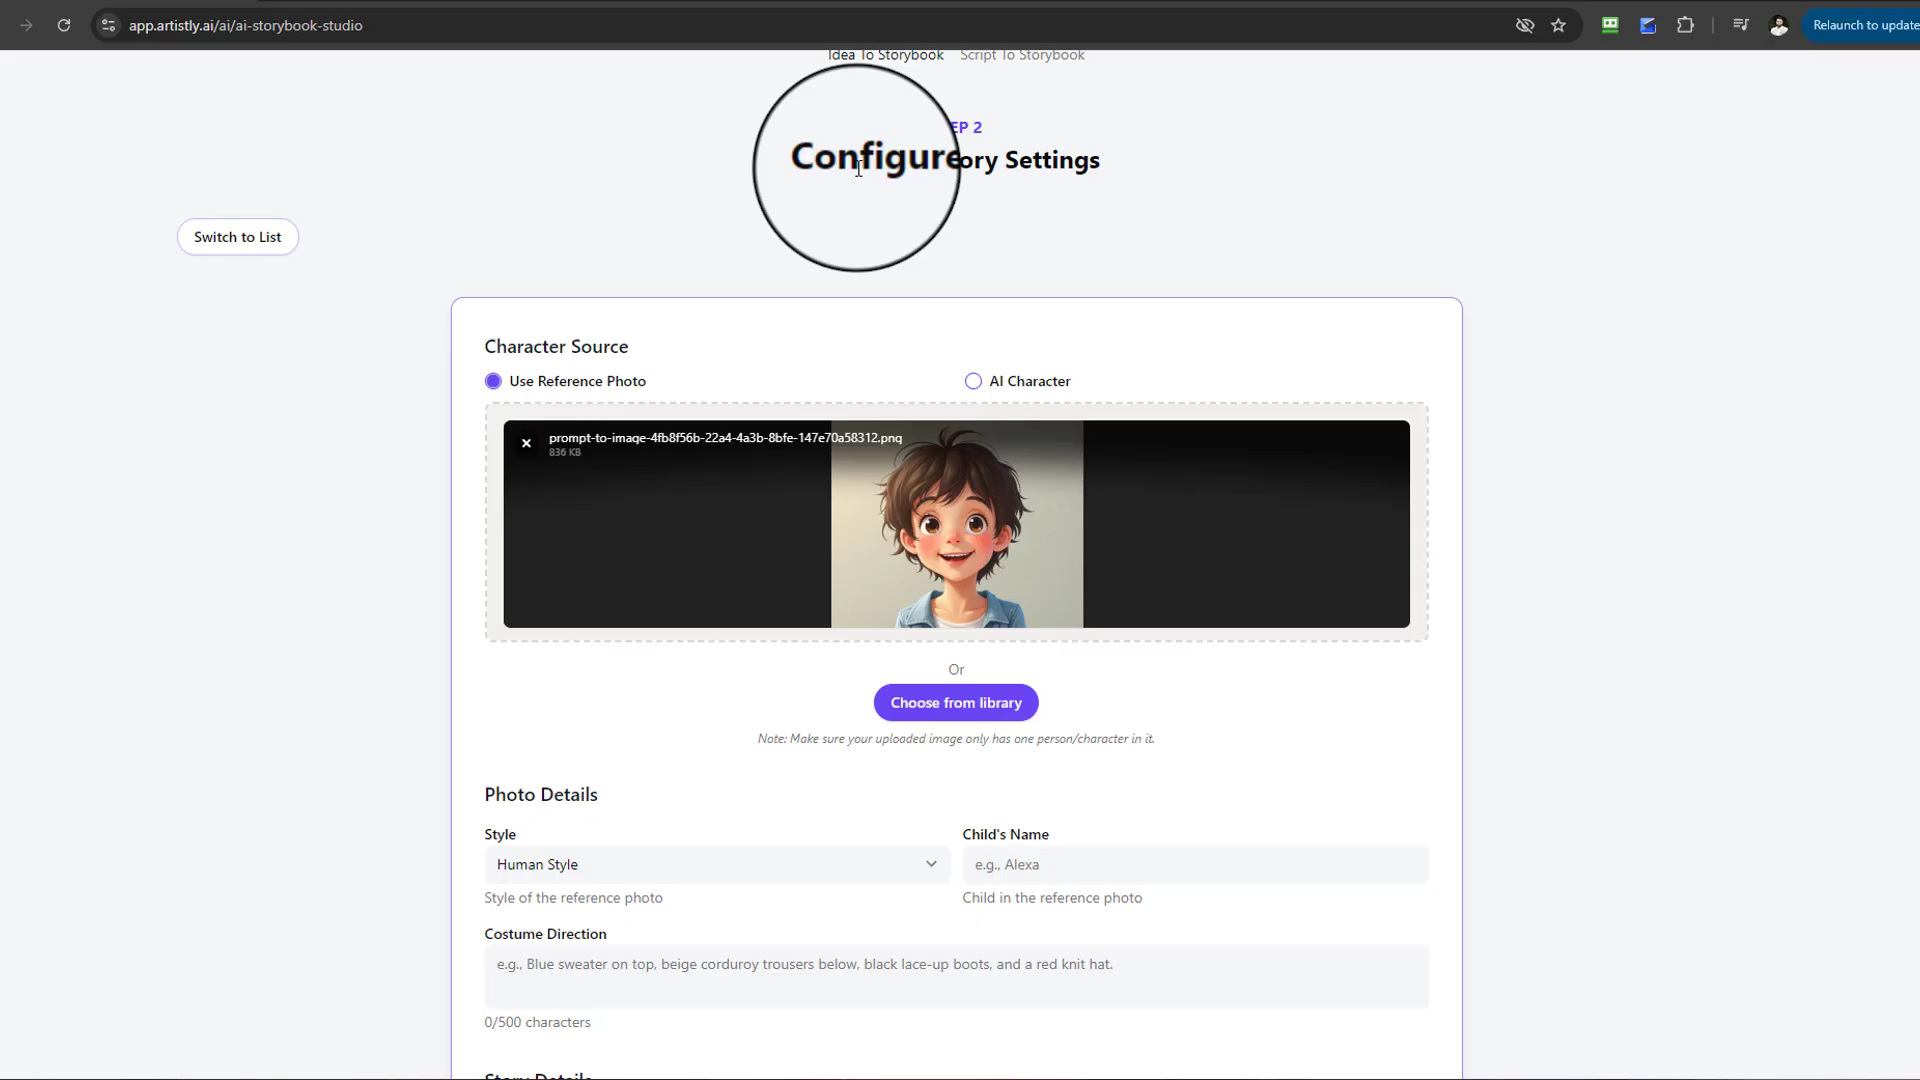 app.artistly.ai/ai/ai-storybook-studio
Relaunch to update
Idea To Storybook Script To Storybook
EP 2
Configure ory Settings
Switch to List
Character Source
Use Reference Photo AI Character
prompt-to-image-4fb8f56b-22a4-4a3b-8bfe-147e70a58312.png
836 KB
Or
Choose from library
Note: Make sure your uploaded image only has one person/character in it.
Photo Details
Style Child's Name
Human Style e.g., Alexa
Style of the reference photo Child in the reference photo
Costume Direction
e.g., Blue sweater on top, beige corduroy trousers below, black lace-up boots, and a red knit hat.
0/500 characters
Story Details